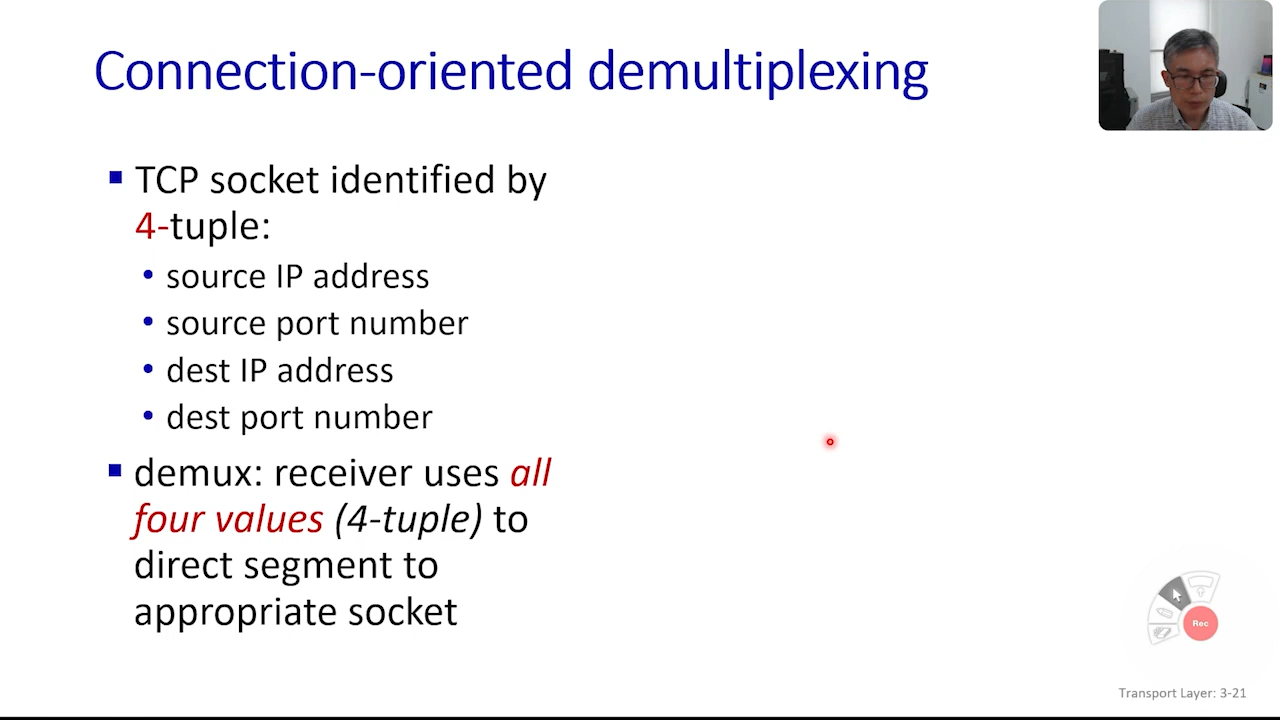 Connection-oriented demultiplexing
TCP socket identified by
4-tuple:
source IP address
source port number
dest IP address
dest port number
demux: receiver uses all
four values (4-tuple) to
direct segment to
appropriate socket
Rec
Transport Layer: 3-21